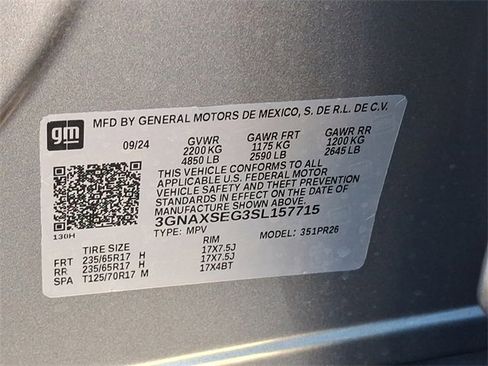 gm
MFD BY GENERAL MOTORS DE MEXICO, S. DE R.L. DE C.V.
09/24 GVWR GAWR FRT GAWR RR
2200 KG 1175 KG 1200 KG
4850 LB 2590 LB 2645 LB
THIS VEHICLE CONFORMS TO ALL
APPLICABLE U.S. FEDERAL MOTOR
VEHICLE SAFETY AND THEFT PREVENTION
STANDARDS IN EFFECT ON THE DATE OF
MANUFACTURE SHOWN ABOVE.
3GNAXSEG3SL157715
130H TYPE: MPV MODEL: 351PR26
TIRE SIZE RIM
FRT 235/65R17 H 17X7.5J
RR 235/65R17 H 17X7.5J
SPA T125/70R17 M 17X4BT